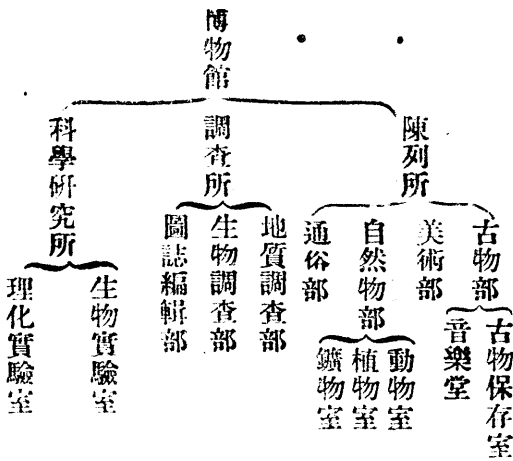 博物館
陳列所
古物部
古物保存室
音樂堂
美術部
自然物部
動物室
植物室
鑛物室
通俗部
調查所
地質調查部
生物調查部
圖誌編輯部
科學研究所
生物實驗室
理化實驗室